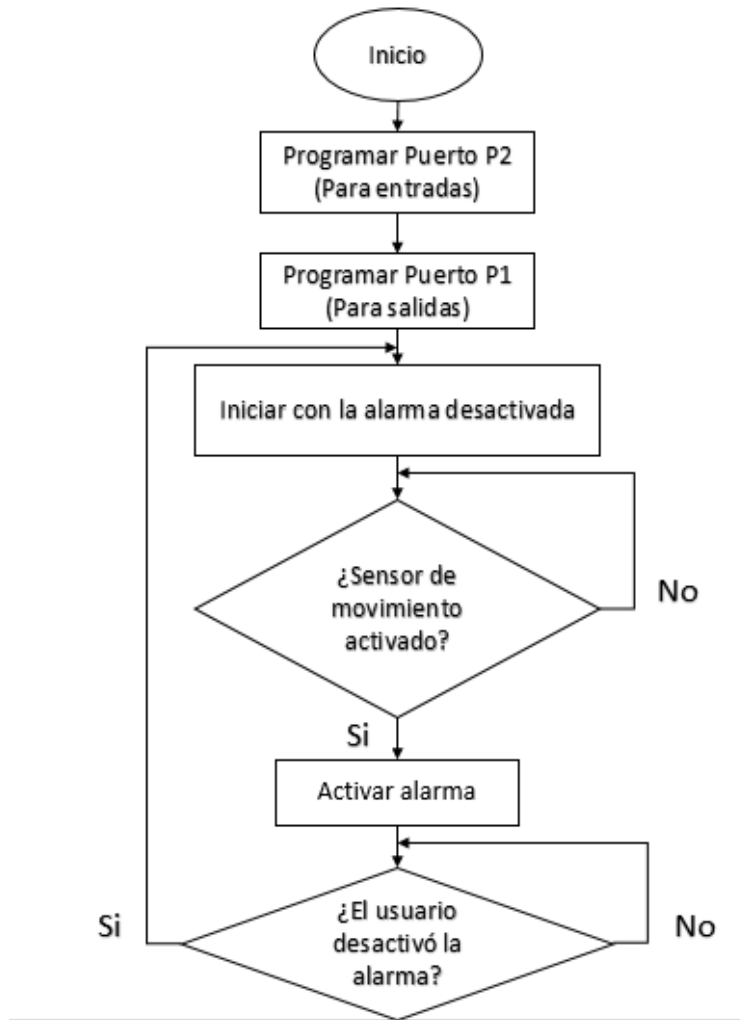 Inicio
Programar Puerto P2
(Para entradas)
Programar Puerto P1
(Para salidas)
Iniciar con la alarma desactivada
¿Sensor de
movimiento
activado?
No
Si
Activar alarma
¿El usuario
desactivó la
alarma?
Si
No